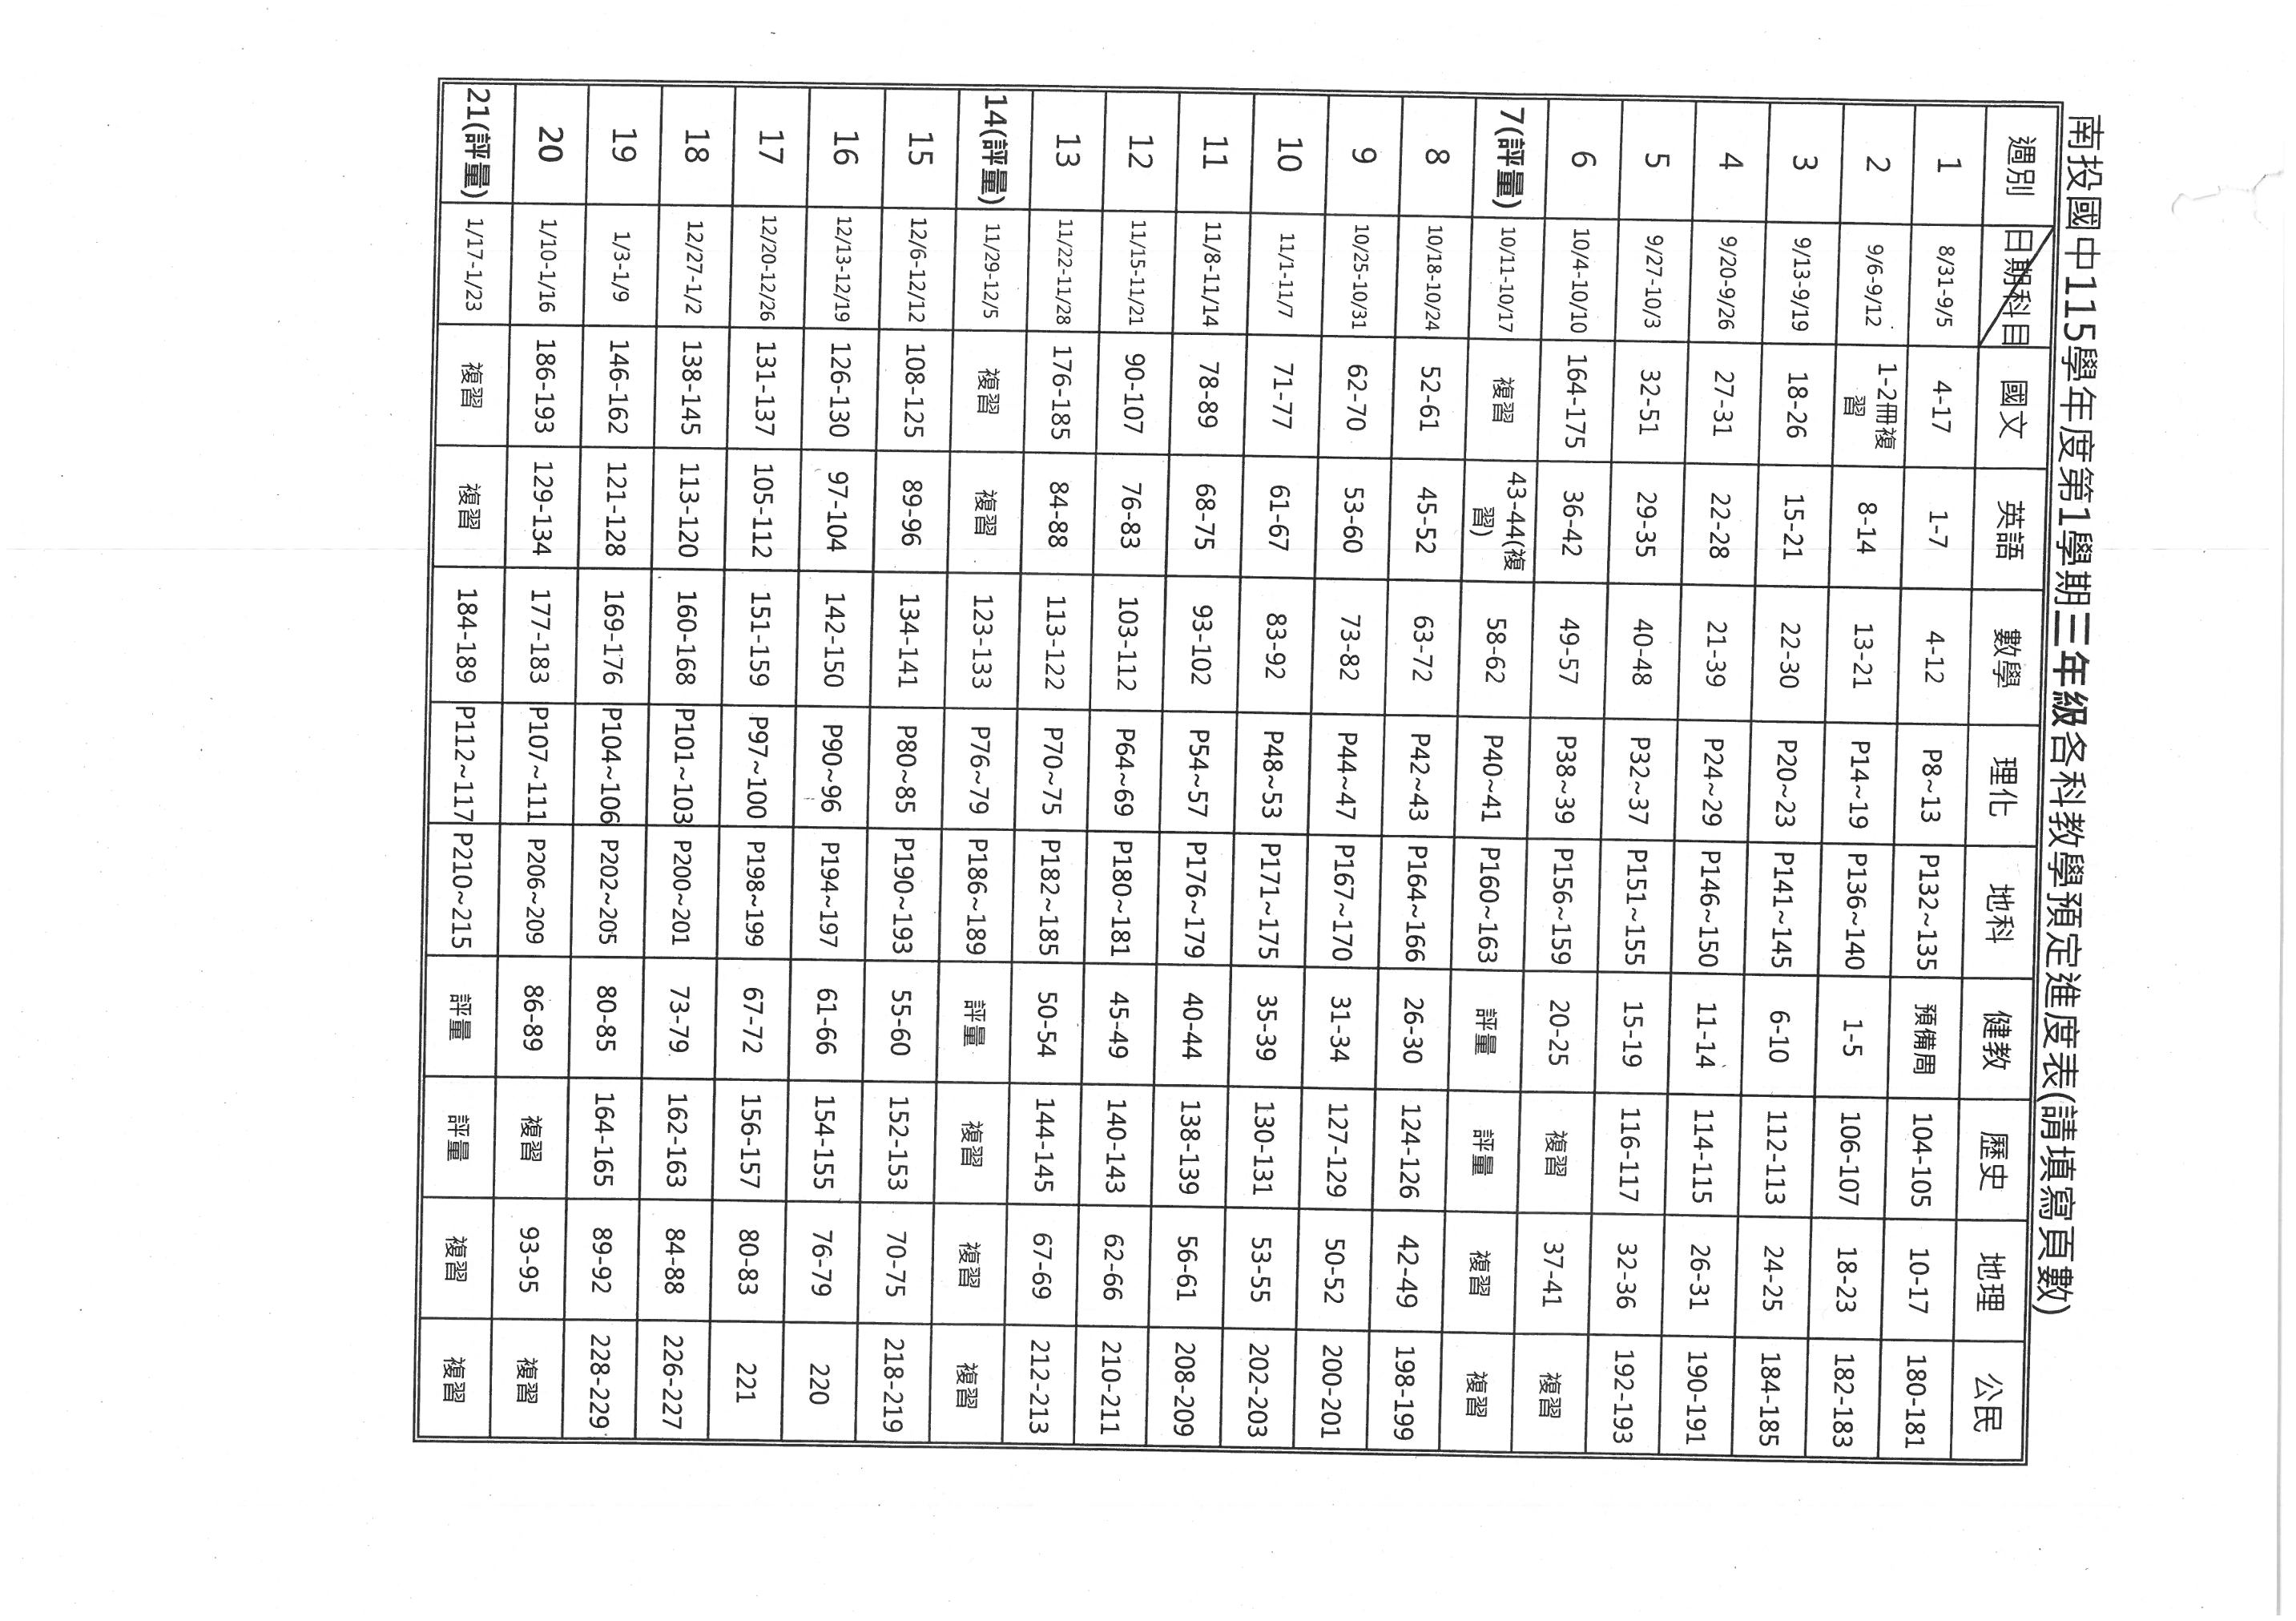 南投國中115學年度第1學期三年級各科教學預定進度表(請填寫頁數)
週別 日期科目 國文 英語 數學 理化 地科 健教 歷史 地理 公民
1 8/31-9/5 4-17 1-7 4-12 P8~13 P132~135 預備周 104-105 10-17 180-181
2 9/6-9/12 1-2冊複習 8-14 13-21 P14~19 P136~140 1-5 106-107 18-23 182-183
3 9/13-9/19 18-26 15-21 22-30 P20~23 P141~145 6-10 112-113 24-25 184-185
4 9/20-9/26 27-31 22-28 21-39 P24~29 P146~150 11-14 114-115 26-31 190-191
5 9/27-10/3 32-51 29-35 40-48 P32~37 P151~155 15-19 116-117 32-36 192-193
6 10/4-10/10 164-175 36-42 49-57 P38~39 P156~159 20-25 複習 37-41 複習
7(評量) 10/11-10/17 複習 43-44(複習) 58-62 P40~41 P160~163 評量 評量 複習 複習
8 10/18-10/24 52-61 45-52 63-72 P42~43 P164~166 26-30 124-126 42-49 198-199
9 10/25-10/31 62-70 53-60 73-82 P44~47 P167~170 31-34 127-129 50-52 200-201
10 11/1-11/7 71-77 61-67 83-92 P48~53 P171~175 35-39 130-131 53-55 202-203
11 11/8-11/14 78-89 68-75 93-102 P54~57 P176~179 40-44 138-139 56-61 208-209
12 11/15-11/21 90-107 76-83 103-112 P64~69 P180~181 45-49 140-143 62-66 210-211
13 11/22-11/28 176-185 84-88 113-122 P70~75 P182~185 50-54 144-145 67-69 212-213
14(評量) 11/29-12/5 複習 複習 123-133 P76~79 P186~189 評量 複習 複習 複習
15 12/6-12/12 108-125 89-96 134-141 P80~85 P190~193 55-60 152-153 70-75 218-219
16 12/13-12/19 126-130 97-104 142-150 P90~96 P194~197 61-66 154-155 76-79 220
17 12/20-12/26 131-137 105-112 151-159 P97~100 P198~199 67-72 156-157 80-83 221
18 12/27-1/2 138-145 113-120 160-168 P101~103 P200~201 73-79 162-163 84-88 226-227
19 1/3-1/9 146-162 121-128 169-176 P104~106 P202~205 80-85 164-165 89-92 228-229
20 1/10-1/16 186-193 129-134 177-183 P107~111 P206~209 86-89 複習 93-95 複習
21(評量) 1/17-1/23 複習 複習 184-189 P112~117 P210~215 評量 評量 複習 複習